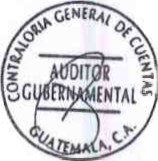 CONTRALORIA GENERAL DE CUENTAS
AUDITOR
GUBERNAMENTAL
GUATEMALA, C.A.